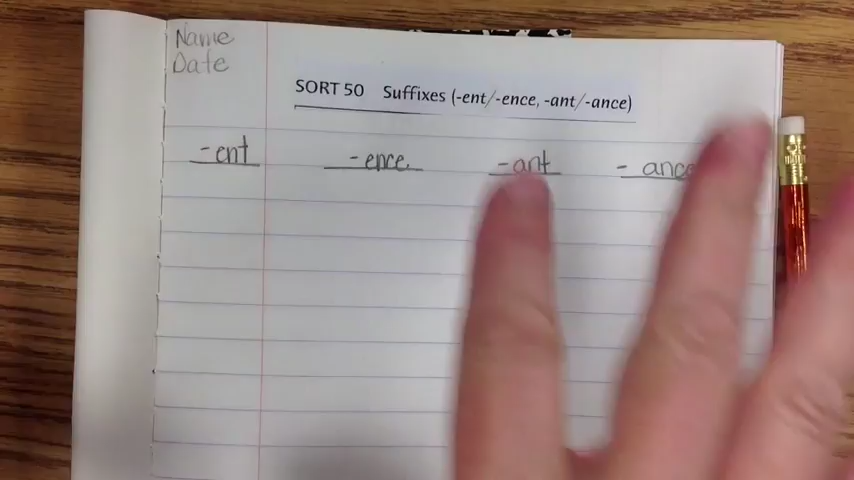 Name
Date
SORT 50 Suffixes (-ent/-ence, -ant/-ance)
-ent -ence -ant - ance